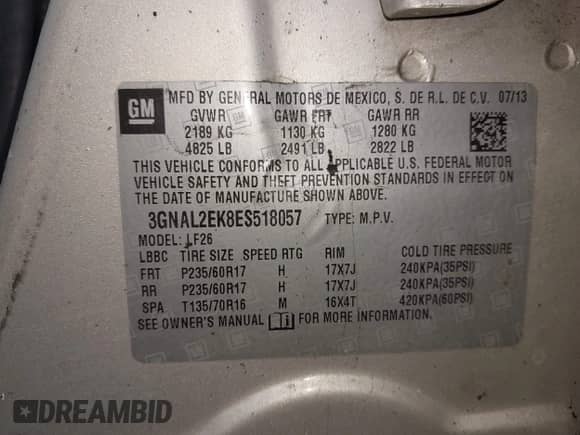 GM
MFD BY GENERAL MOTORS DE MEXICO, S. DE R.L. DE C.V. 07/13
GVWR GAWR FRT GAWR RR
2189 KG 1130 KG 1280 KG
4825 LB 2491 LB 2822 LB
THIS VEHICLE CONFORMS TO ALL APPLICABLE U.S. FEDERAL MOTOR
VEHICLE SAFETY AND THEFT PREVENTION STANDARDS IN EFFECT ON
THE DATE OF MANUFACTURE SHOWN ABOVE.
3GNAL2EK8ES518057 TYPE: M.P.V.
MODEL: LF26
LBBC TIRE SIZE SPEED RTG RIM COLD TIRE PRESSURE
FRT P235/60R17 H 17X7J 240KPA(35PSI)
RR P235/60R17 H 17X7J 240KPA(35PSI)
SPA T135/70R16 M 16X4T 420KPA(60PSI)
SEE OWNER'S MANUAL FOR MORE INFORMATION.
DREAMBID